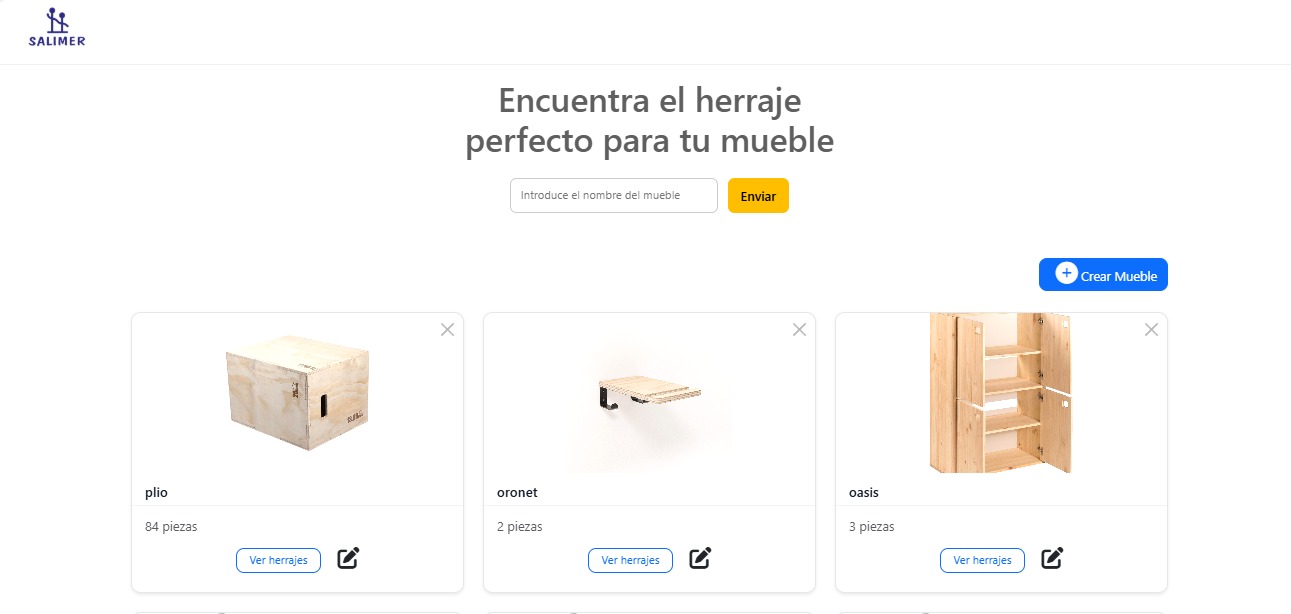 SALIMER
Encuentra el herraje
perfecto para tu mueble
Introduce el nombre del mueble
Enviar
Crear Mueble
plio
84 piezas
Ver herrajes
oronet
2 piezas
Ver herrajes
oasis
3 piezas
Ver herrajes